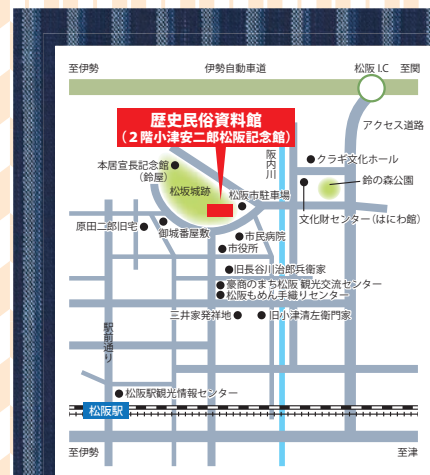 至伊勢
伊勢自動車道
松阪 I.C
至関
アクセス道路
歴史民俗資料館
（２階小津安二郎松阪記念館）
阪内川
クラギ文化ホール
本居宣長記念館
（鈴屋）
鈴の森公園
松坂城跡
松阪市駐車場
文化財センター（はにわ館）
原田二郎旧宅
御城番屋敷
市民病院
市役所
旧長谷川治郎兵衛家
豪商のまち松阪 観光交流センター
松阪もめん手織りセンター
三井家発祥地
旧小津清左衛門家
駅前通り
松阪駅観光情報センター
松阪駅
至伊勢
至津